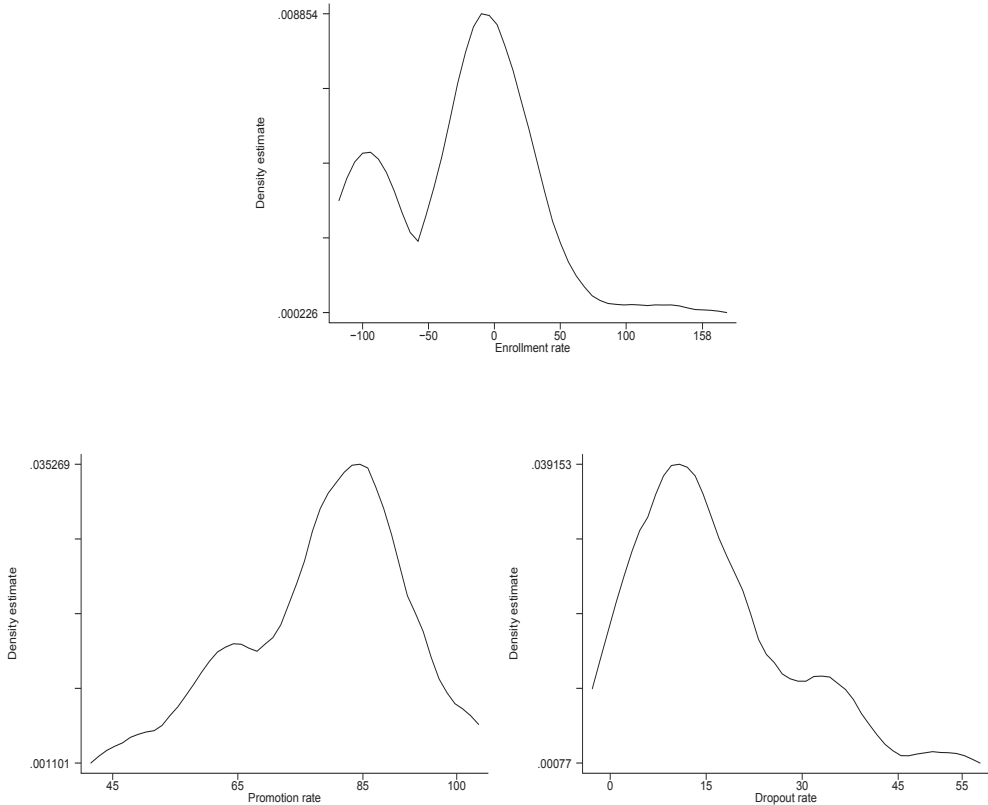 .008854
Density estimate
.000226
−100 −50 0 50 100 158
Enrollment rate
.035269
Density estimate
.001101
45 65 85 100
Promotion rate
.039153
Density estimate
.00077
0 15 30 45 55
Dropout rate